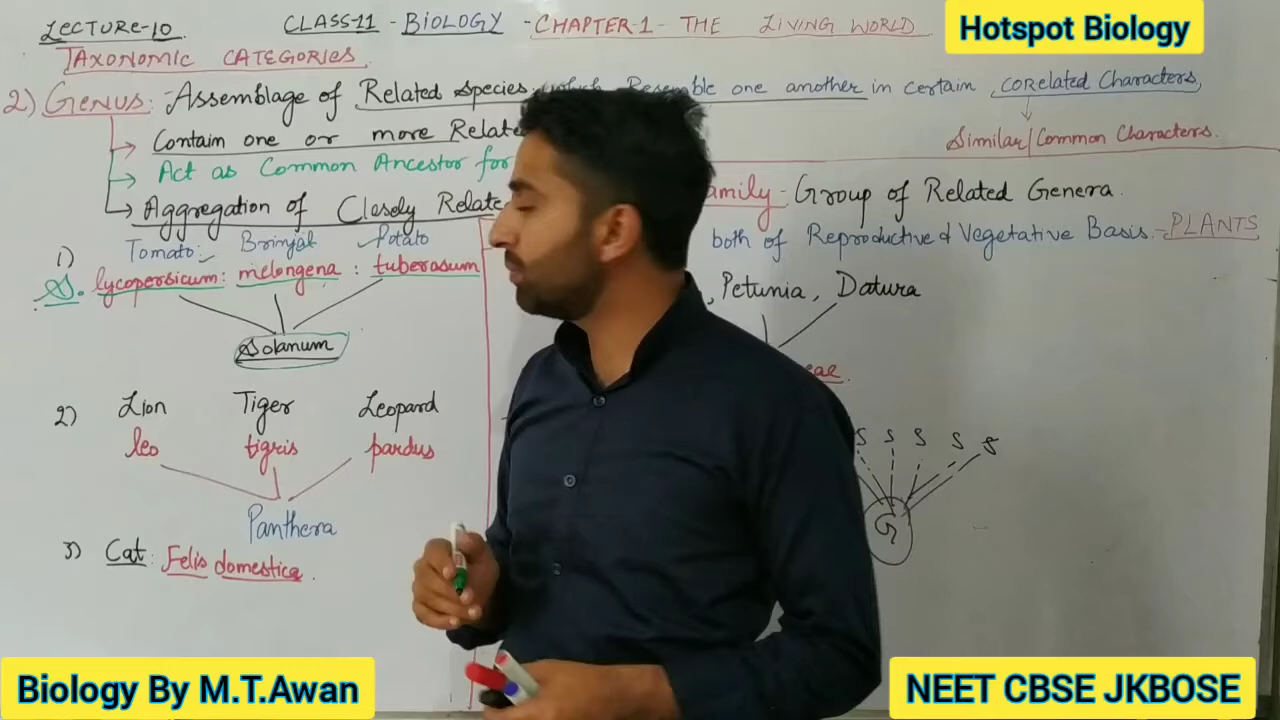 LECTURE-10. CLASS-11 - BIOLOGY - CHAPTER-1 - THE LIVING WORLD
Hotspot Biology
TAXONOMIC CATEGORIES.
2) GENUS: - Assemblage of Related species: which Resemble one another in certain corelated Characters,
Similar/Common Characters.
Contain one or more Relate
Act as Common Ancestor for
Aggregation of Closely Relate
1) Tomato: Brinjal Potato
S. lycopersicum: melongena : tuberosum
Solanum
2) Lion Tiger Leopard
leo tigris pardus
Panthera
3) Cat: Felis domestica.
amily - Group of Related Genera.
both of Reproductive & Vegetative Basis. - PLANTS
, Petunia, Datura
eae.
S S S S S
G
Biology By M.T.Awan
NEET CBSE JKBOSE